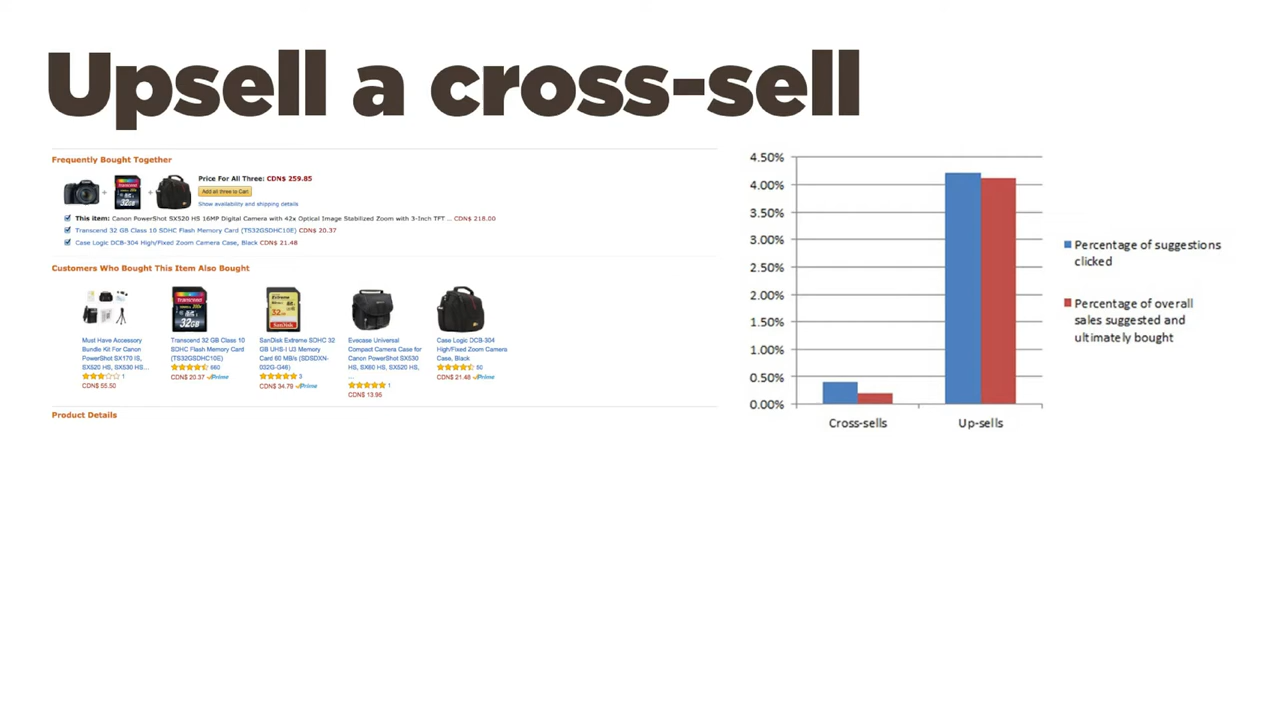 Upsell a cross-sell
Frequently Bought Together
Price For All Three: CDN$ 259.85
Add all three to Cart
Show availability and shipping details
This item: Canon PowerShot SX520 HS 16MP Digital Camera with 42x Optical Image Stabilized Zoom with 3-Inch TFT ... CDN$ 218.00
Transcend 32 GB Class 10 SDHC Flash Memory Card (TS32GSDHC10E) CDN$ 20.37
Case Logic DCB-304 High/Fixed Zoom Camera Case, Black CDN$ 21.48
Customers Who Bought This Item Also Bought
Must Have Accessory
Bundle Kit For Canon
PowerShot SX170 IS,
SX520 HS, SX530 HS...
1
CDN$ 55.50
Transcend 32 GB Class 10
SDHC Flash Memory Card
(TS32GSDHC10E)
660
CDN$ 20.37 Prime
SanDisk Extreme SDHC 32
GB UHS-I U3 Memory
Card 60 MB/s (SDSDXN-
032G-G46)
3
CDN$ 34.79 Prime
Evecase Universal
Compact Camera Case for
Canon PowerShot SX530
HS, SX60 HS, SX520 HS,
...
1
CDN$ 13.95
Case Logic DCB-304
High/Fixed Zoom Camera
Case, Black
50
CDN$ 21.48 Prime
Product Details
4.50%
4.00%
3.50%
3.00%
2.50%
2.00%
1.50%
1.00%
0.50%
0.00%
Cross-sells
Up-sells
Percentage of suggestions
clicked
Percentage of overall
sales suggested and
ultimately bought